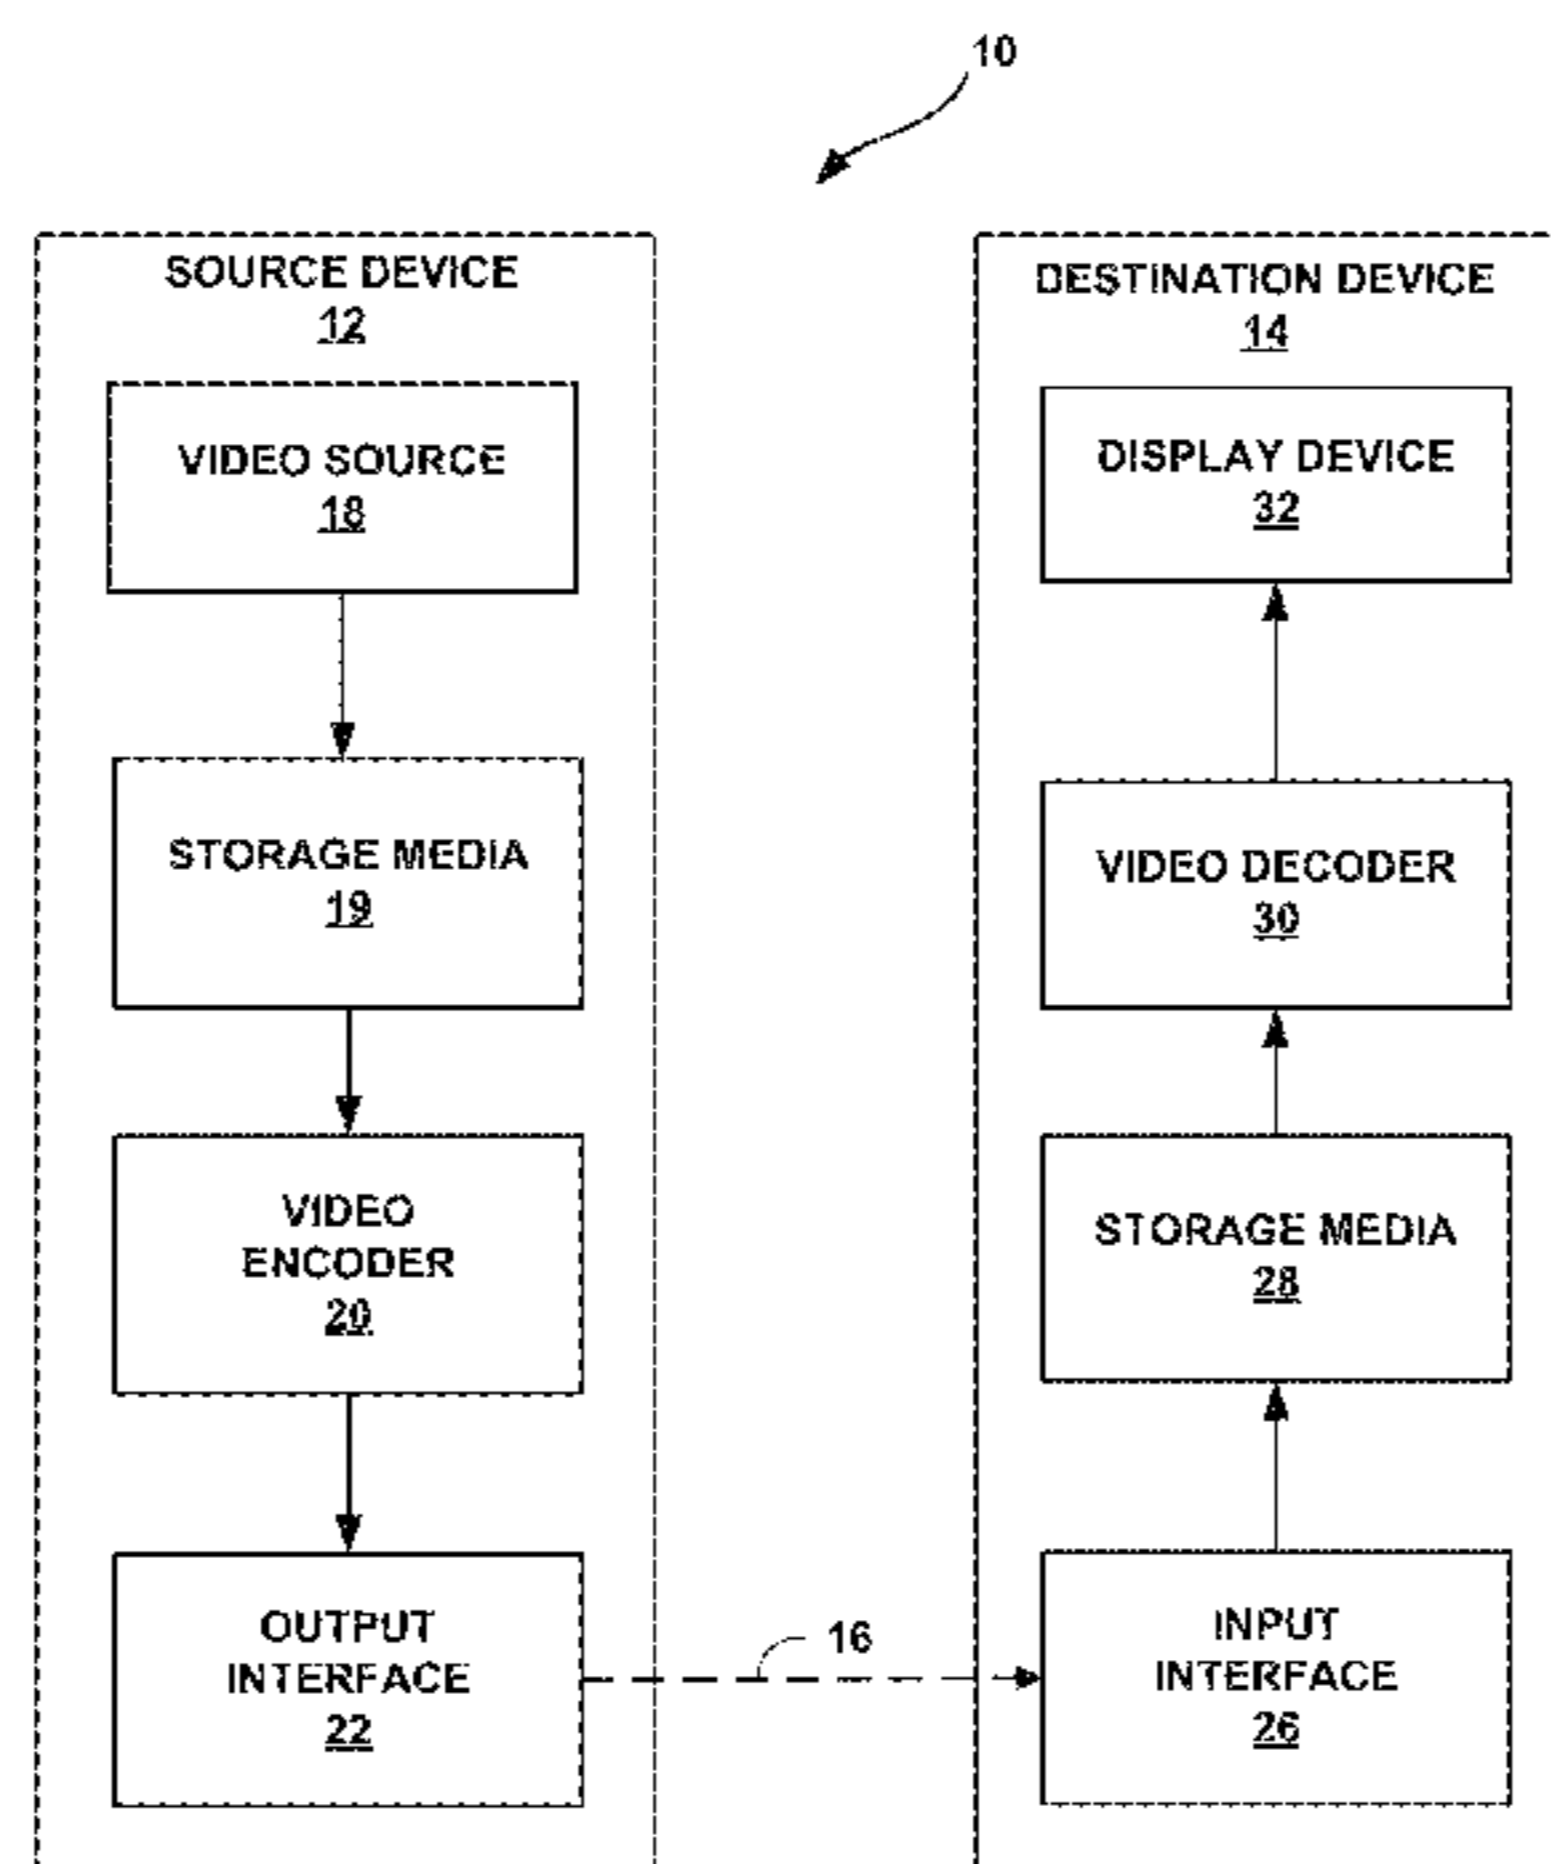 10
SOURCE DEVICE
12
VIDEO SOURCE
18
STORAGE MEDIA
19
VIDEO
ENCODER
20
OUTPUT
INTERFACE
22
16
DESTINATION DEVICE
14
DISPLAY DEVICE
32
VIDEO DECODER
30
STORAGE MEDIA
28
INPUT
INTERFACE
26